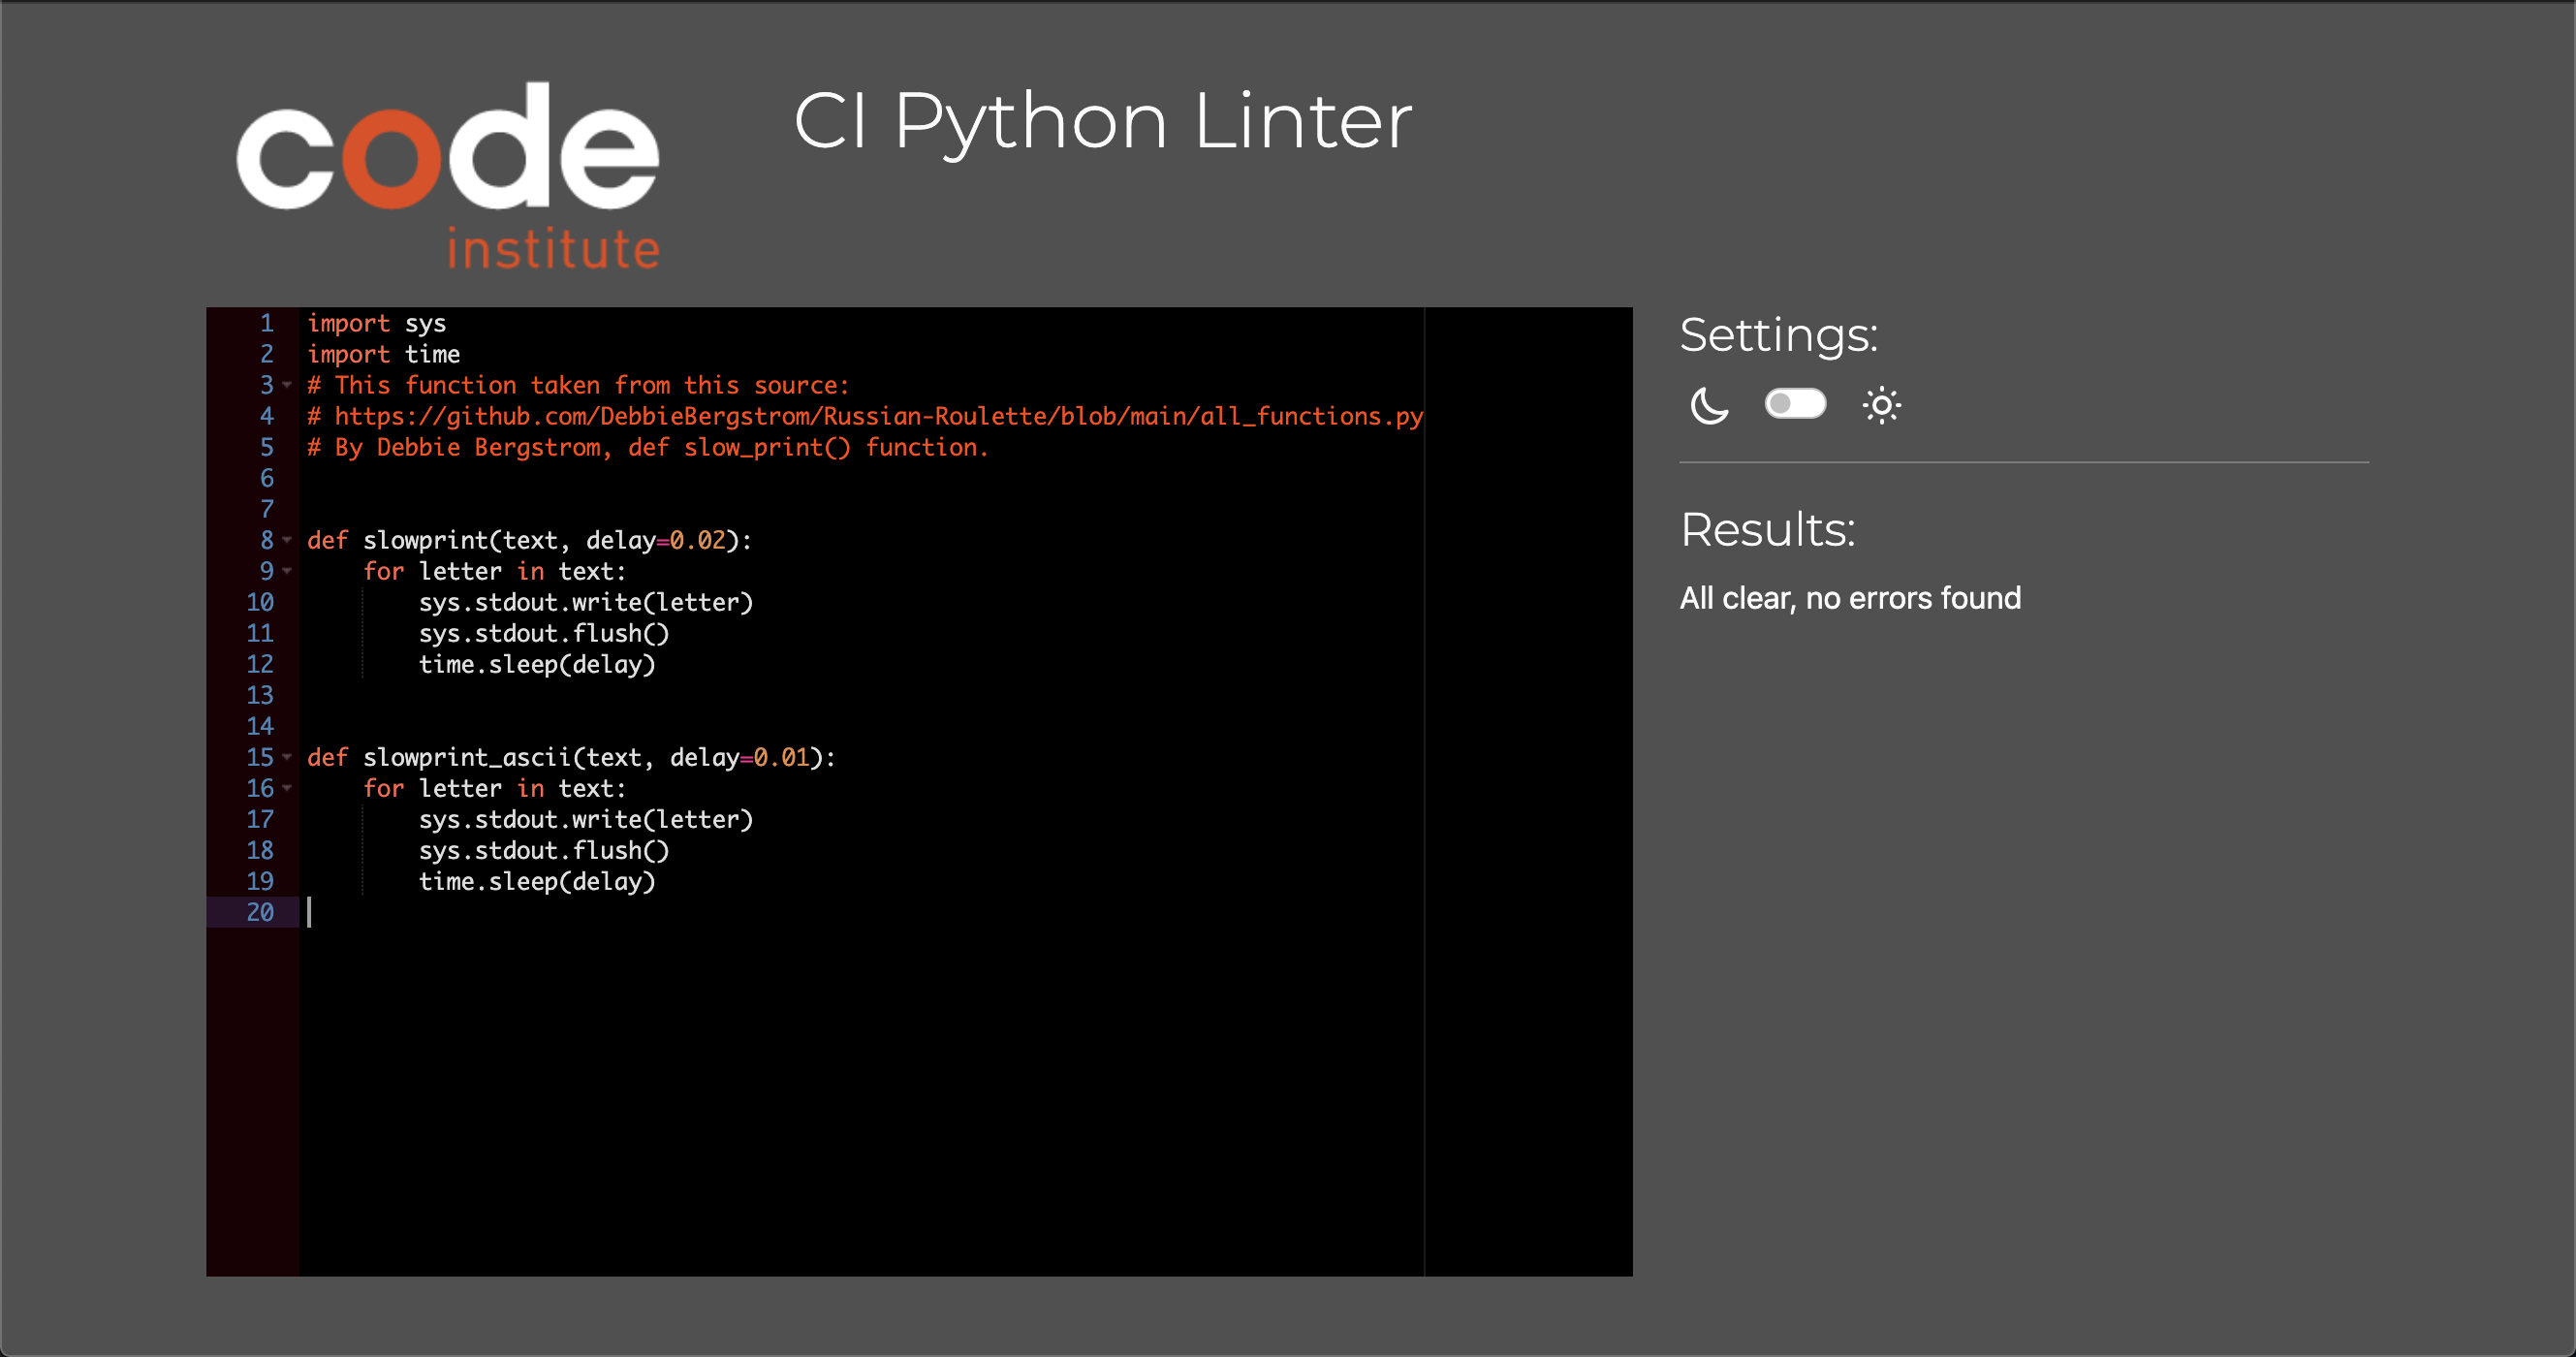 code
institute
CI Python Linter
1 import sys
2 import time
3 # This function taken from this source:
4 # https://github.com/DebbieBergstrom/Russian-Roulette/blob/main/all_functions.py
5 # By Debbie Bergstrom, def slow_print() function.
6
7
8 def slowprint(text, delay=0.02):
9     for letter in text:
10         sys.stdout.write(letter)
11         sys.stdout.flush()
12         time.sleep(delay)
13
14
15 def slowprint_ascii(text, delay=0.01):
16     for letter in text:
17         sys.stdout.write(letter)
18         sys.stdout.flush()
19         time.sleep(delay)
20
Settings:
Results:
All clear, no errors found